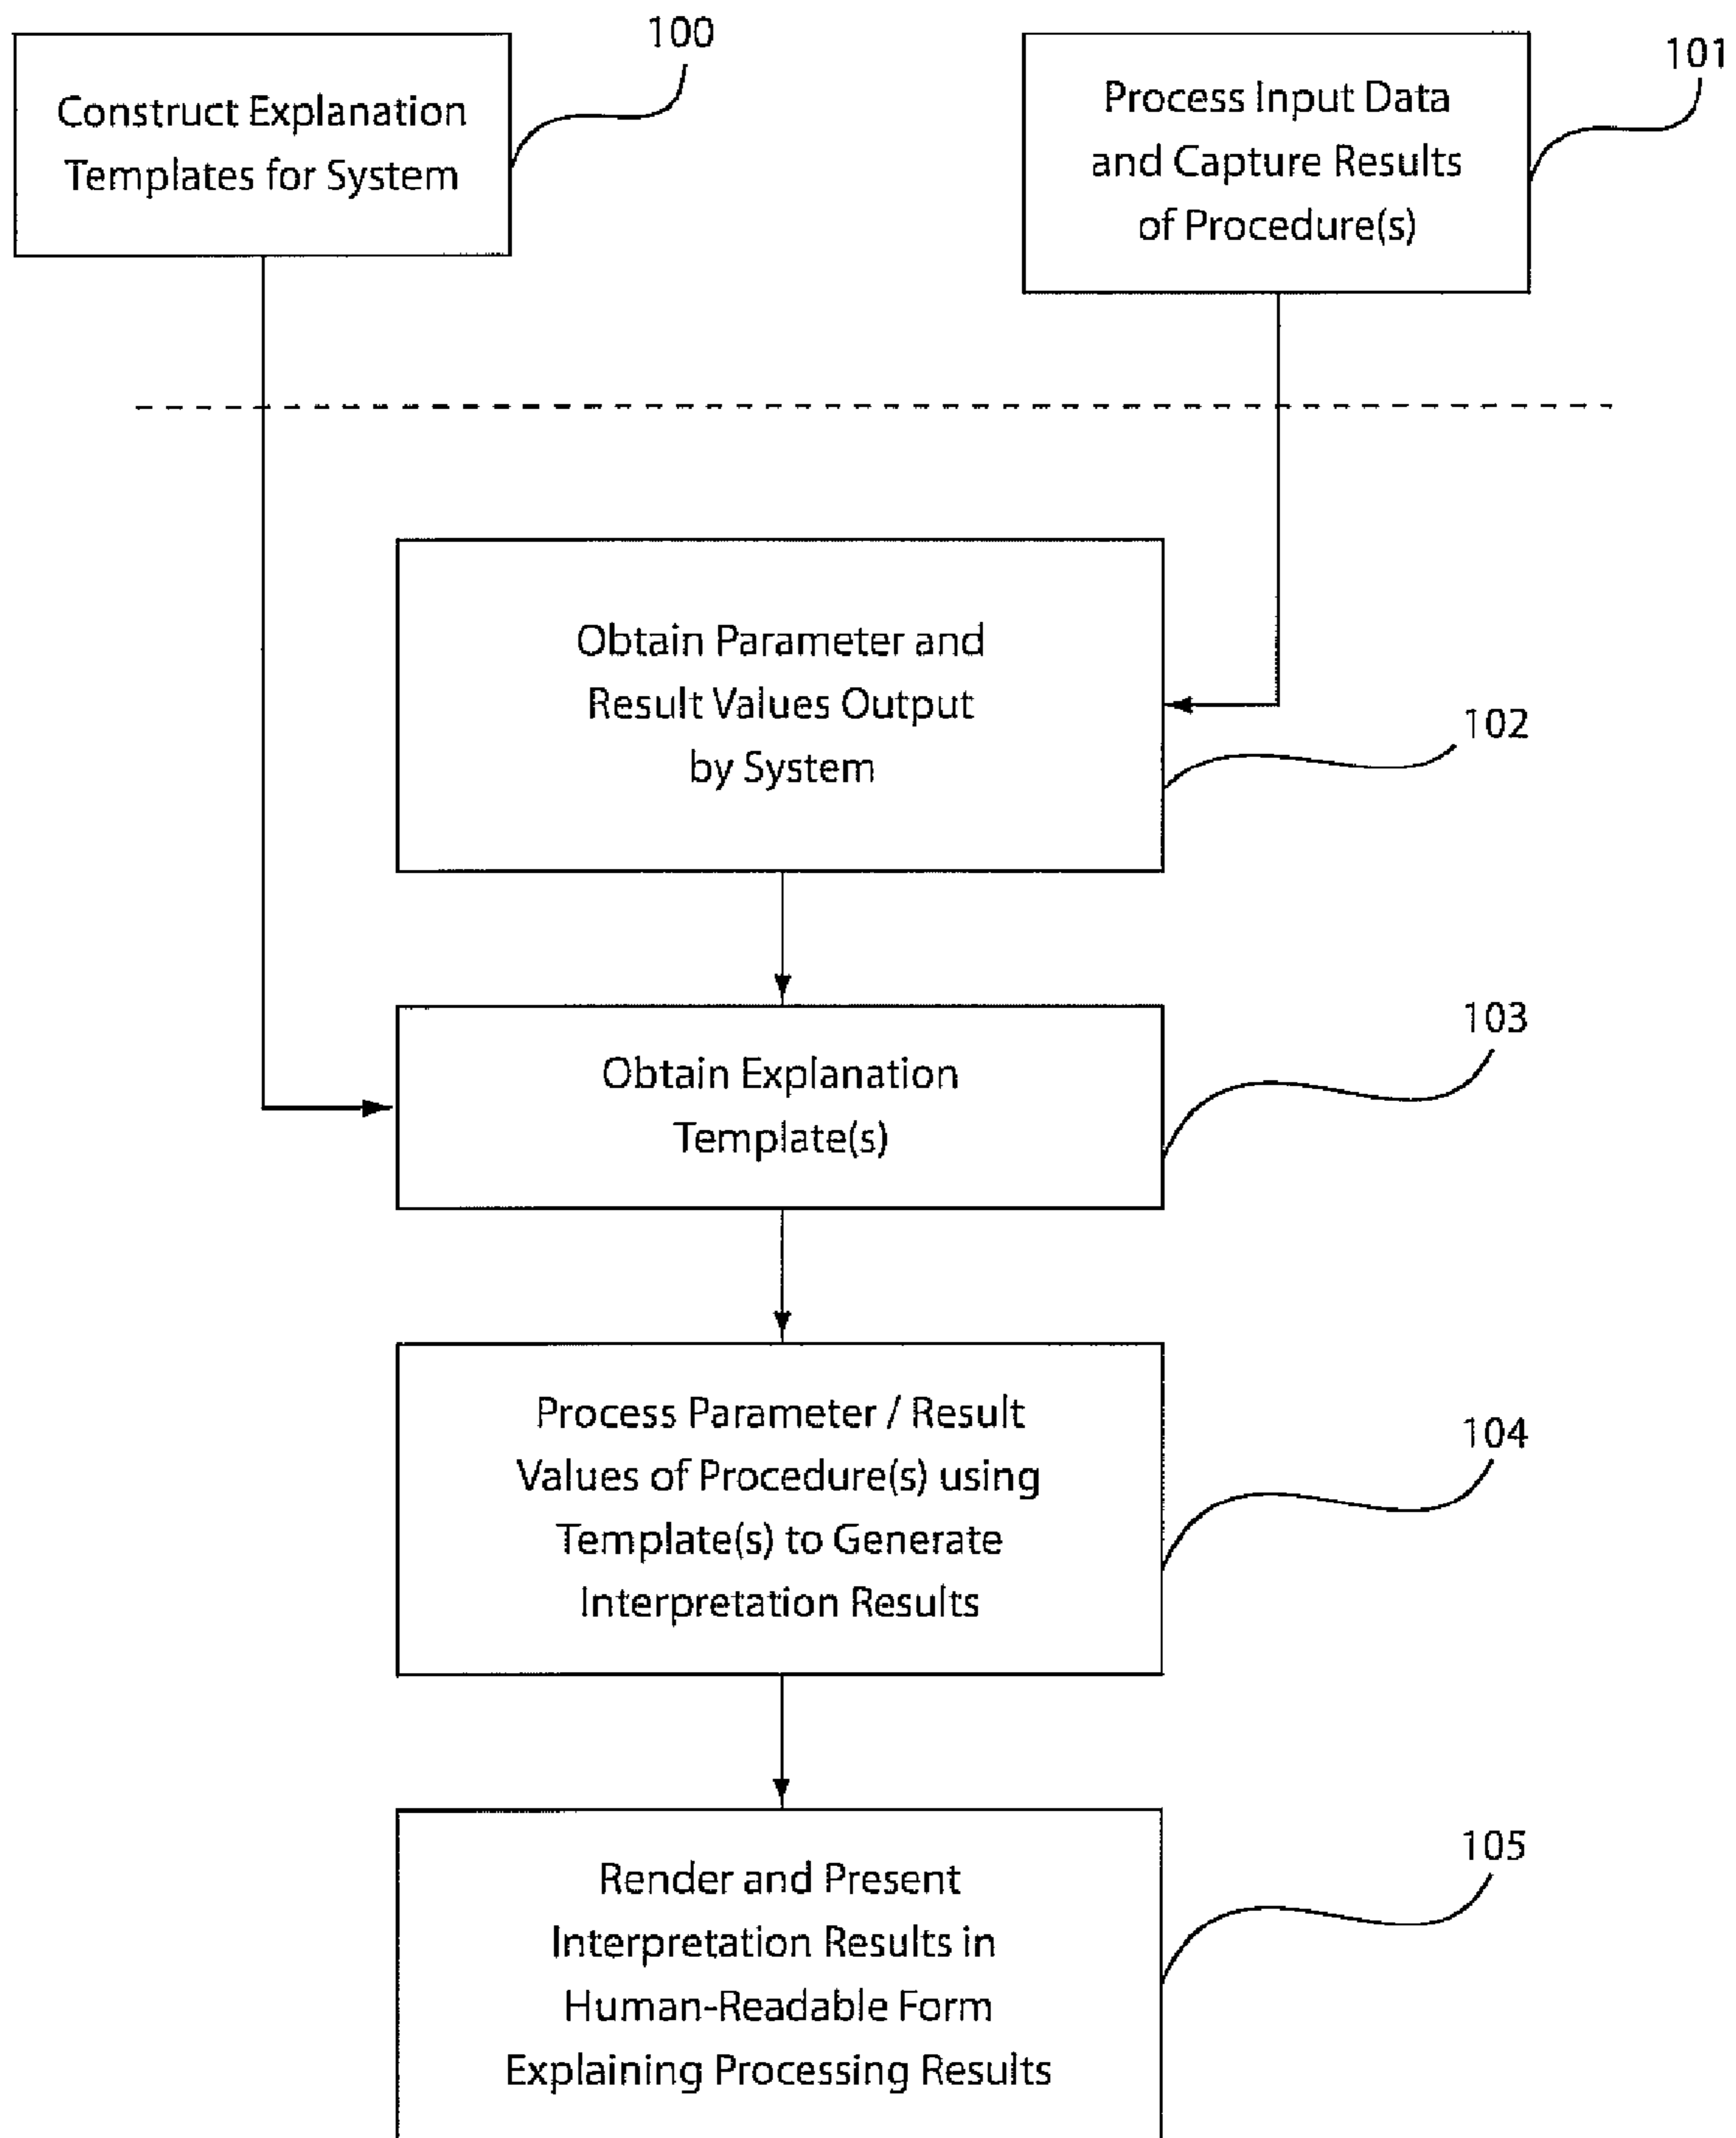 100
Construct Explanation
Templates for System
101
Process Input Data
and Capture Results
of Procedure(s)
Obtain Parameter and
Result Values Output
by System
102
103
Obtain Explanation
Template(s)
104
Process Parameter / Result
Values of Procedure(s) using
Template(s) to Generate
Interpretation Results
105
Render and Present
Interpretation Results in
Human-Readable Form
Explaining Processing Results